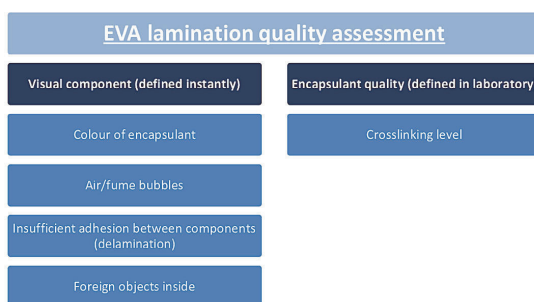 EVA lamination quality assessment
Visual component (defined instantly)
Encapsulant quality (defined in laboratory
Colour of encapsulant
Crosslinking level
Air/fume bubbles
Insufficient adhesion between components
(delamination)
Foreign objects inside